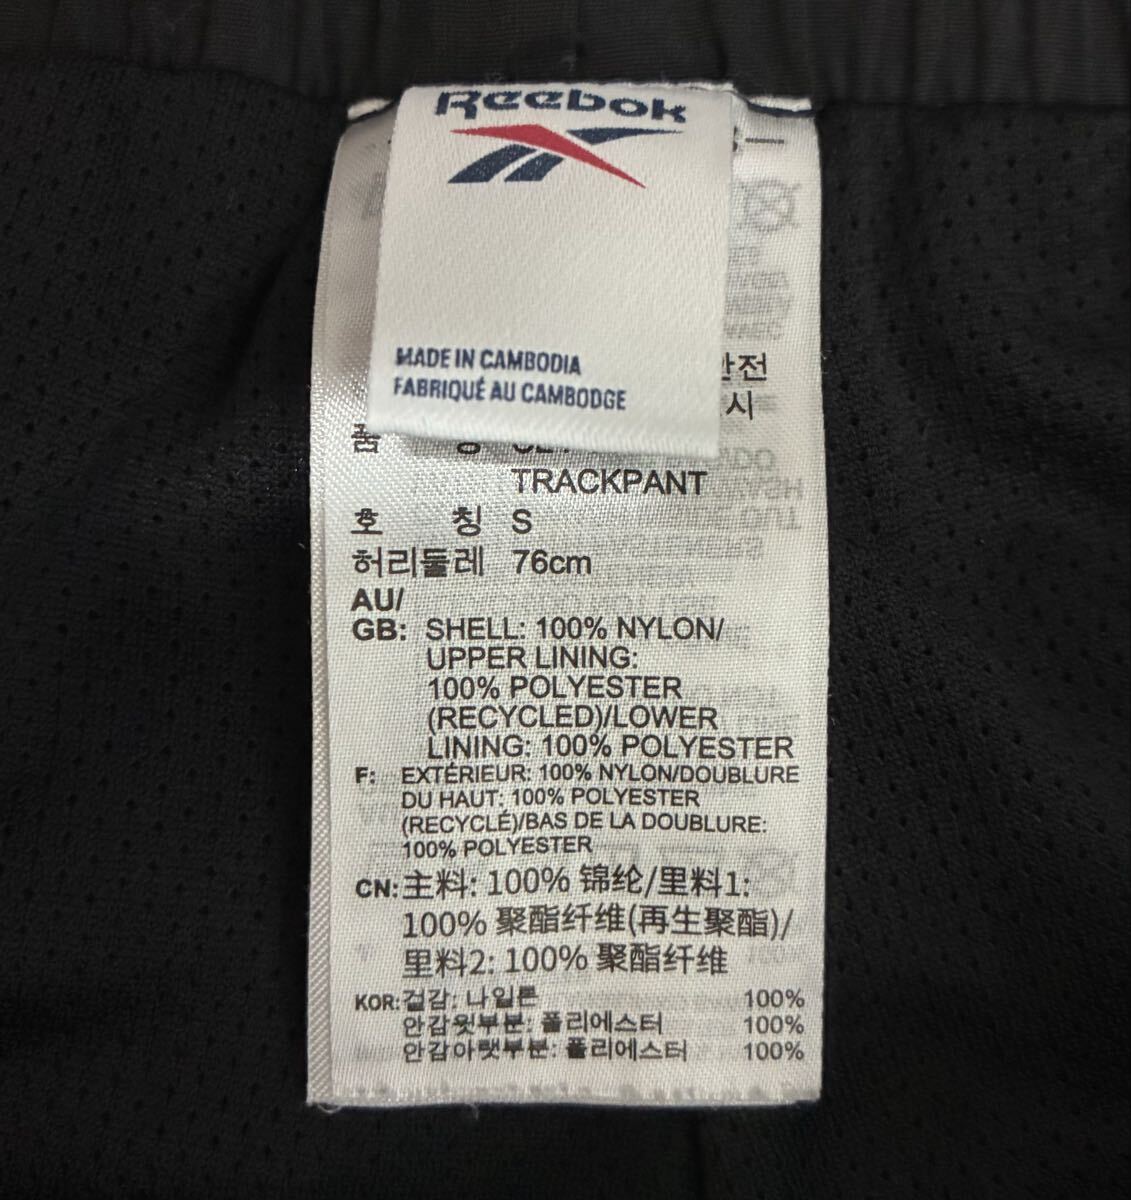 Reebok
MADE IN CAMBODIA
FABRIQUÉ AU CAMBODGE
안전
시
품
TRACKPANT
호 칭 S
허리둘레 76cm
AU/
GB: SHELL: 100% NYLON/
UPPER LINING:
100% POLYESTER
(RECYCLED)/LOWER
LINING: 100% POLYESTER
F: EXTÉRIEUR: 100% NYLON/DOUBLURE
DU HAUT: 100% POLYESTER
(RECYCLÉ)/BAS DE LA DOUBLURE:
100% POLYESTER
CN: 主料: 100% 锦纶/里料1:
100% 聚酯纤维(再生聚酯)/
里料2: 100% 聚酯纤维
KOR: 겉감: 나일론 100%
안감윗부분: 폴리에스터 100%
안감아랫부분: 폴리에스터 100%